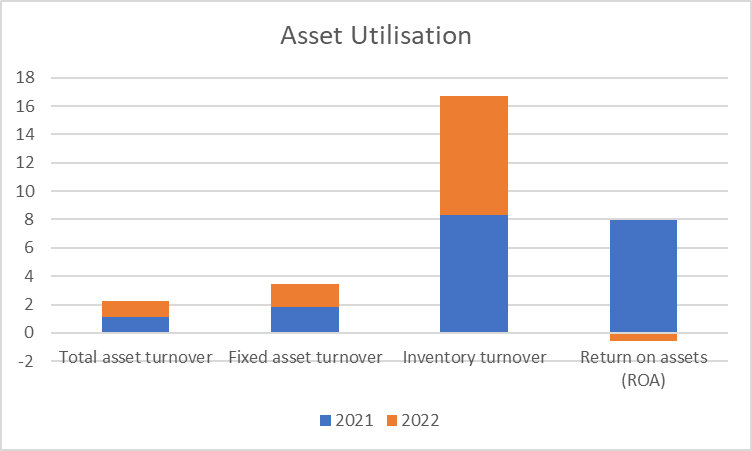 Asset Utilisation
18
16
14
12
10
8
6
4
2
0
-2
Total asset turnover
Fixed asset turnover
Inventory turnover
Return on assets
(ROA)
2021
2022